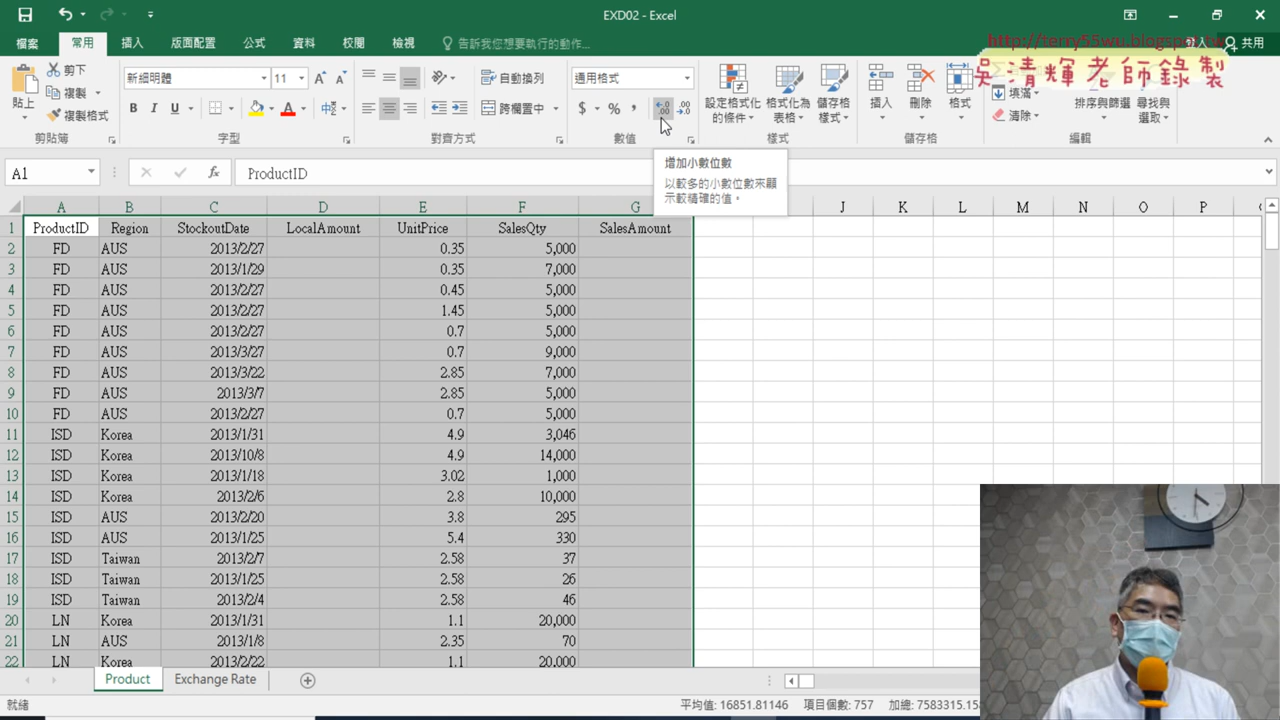 EXD02 - Excel
http://terry55wu.blogspot.tw
吳清輝老師錄製
檔案 常用 插入 版面配置 公式 資料 校閱 檢視 告訴我您想要執行的動作... 登入 共用
貼上 剪下 複製 複製格式 剪貼簿
新細明體 11 B I U A 中 字型
自動換列 跨欄置中 對齊方式
通用格式 $ % , 數值
設定格式化的條件 格式化為表格 儲存格樣式 樣式
插入 刪除 格式
填滿 清除 排序與篩選 尋找與選取 編輯
增加小數位數
以較多的小數位數來顯示較精確的值。
A1 fx ProductID
A B C D E F G J K L M N O P
1 ProductID Region StockoutDate LocalAmount UnitPrice SalesQty SalesAmount
2 FD AUS 2013/2/27 0.35 5,000
3 FD AUS 2013/1/29 0.35 7,000
4 FD AUS 2013/2/27 0.45 5,000
5 FD AUS 2013/2/27 1.45 5,000
6 FD AUS 2013/2/27 0.7 5,000
7 FD AUS 2013/3/27 0.7 9,000
8 FD AUS 2013/3/22 2.85 7,000
9 FD AUS 2013/3/7 2.85 5,000
10 FD AUS 2013/2/27 0.7 5,000
11 ISD Korea 2013/1/31 4.9 3,046
12 ISD Korea 2013/10/8 4.9 14,000
13 ISD Korea 2013/1/18 3.02 1,000
14 ISD Korea 2013/2/6 2.8 10,000
15 ISD AUS 2013/2/20 3.8 295
16 ISD AUS 2013/1/25 5.4 330
17 ISD Taiwan 2013/2/7 2.58 37
18 ISD Taiwan 2013/1/25 2.58 26
19 ISD Taiwan 2013/2/4 2.58 46
20 LN Korea 2013/1/31 1.1 20,000
21 LN AUS 2013/1/8 2.35 70
22 LN Korea 2013/2/22 1.1 20,000
Product Exchange Rate
就緒 平均值: 16851.81146 項目個數: 757 加總: 7583315.15